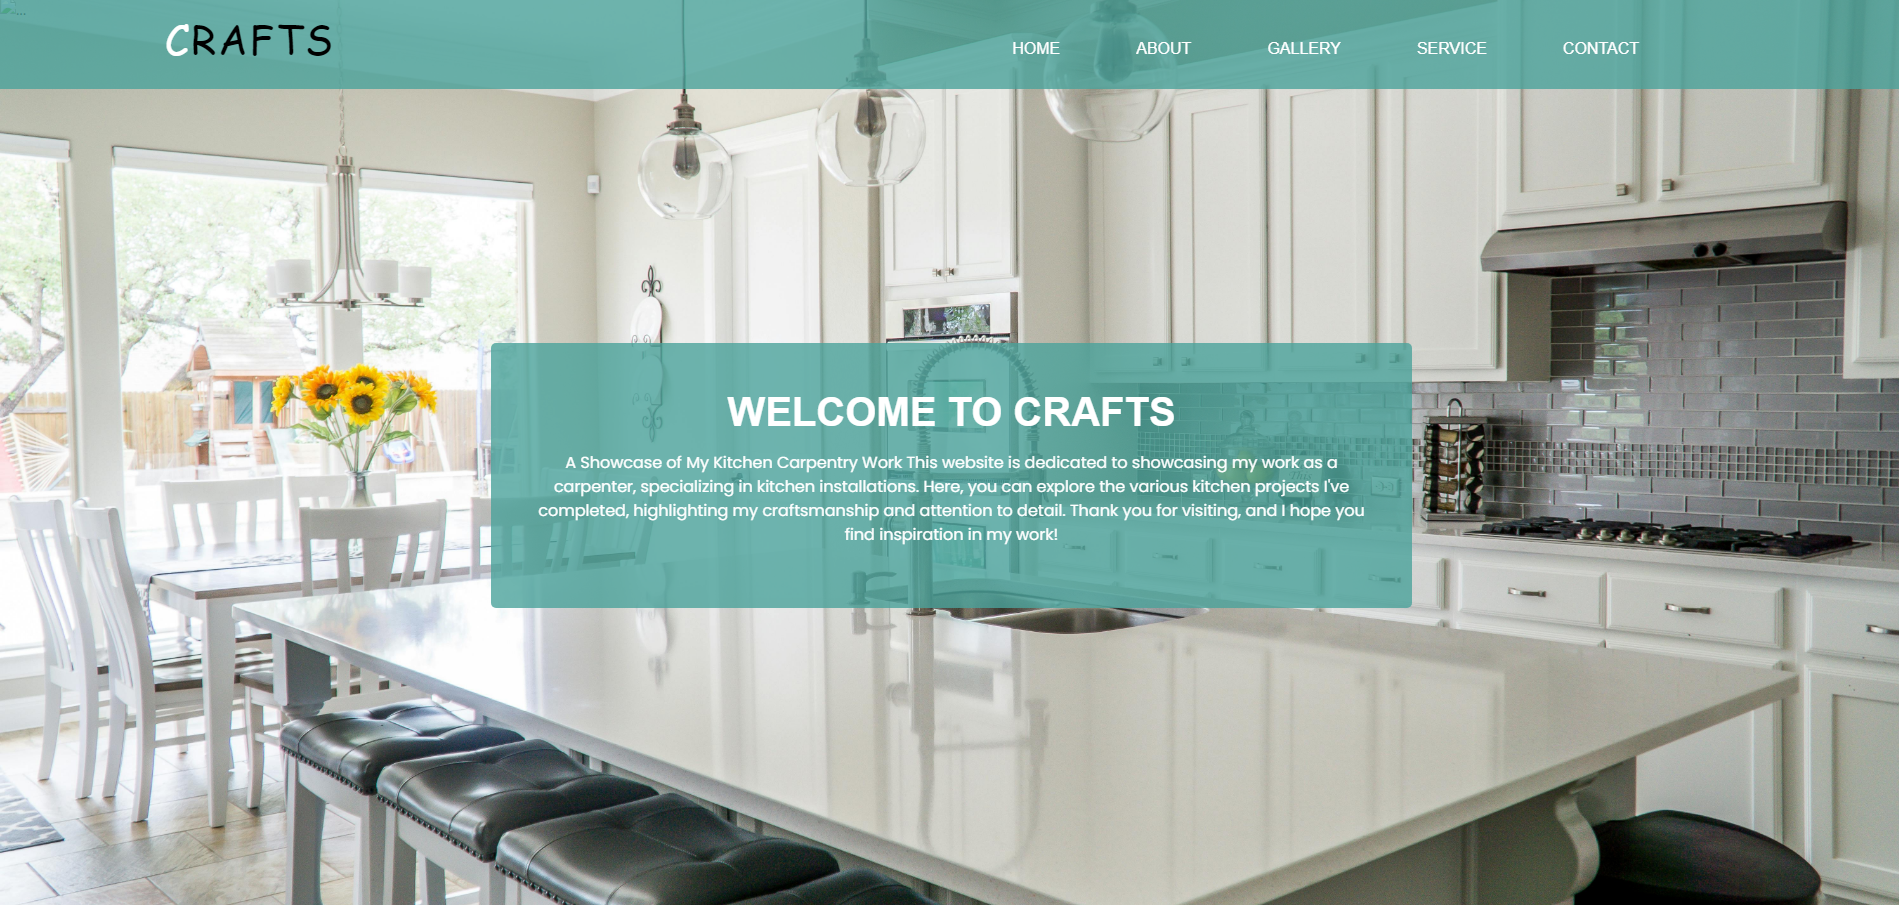 ...
CRAFTS
HOME ABOUT GALLERY SERVICE CONTACT
WELCOME TO CRAFTS
A Showcase of My Kitchen Carpentry Work This website is dedicated to showcasing my work as a
carpenter, specializing in kitchen installations. Here, you can explore the various kitchen projects I've
completed, highlighting my craftsmanship and attention to detail. Thank you for visiting, and I hope you
find inspiration in my work!